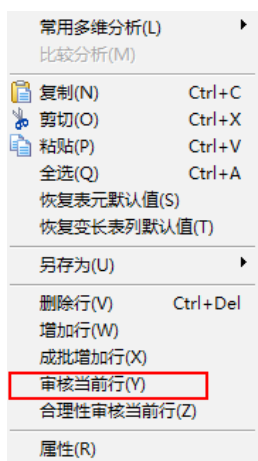 常用多维分析(L)
比较分析(M)
复制(N) Ctrl+C
剪切(O) Ctrl+X
粘贴(P) Ctrl+V
全选(Q) Ctrl+A
恢复表元默认值(S)
恢复变长表列默认值(T)
另存为(U)
删除行(V) Ctrl+Del
增加行(W)
成批增加行(X)
审核当前行(Y)
合理性审核当前行(Z)
属性(R)